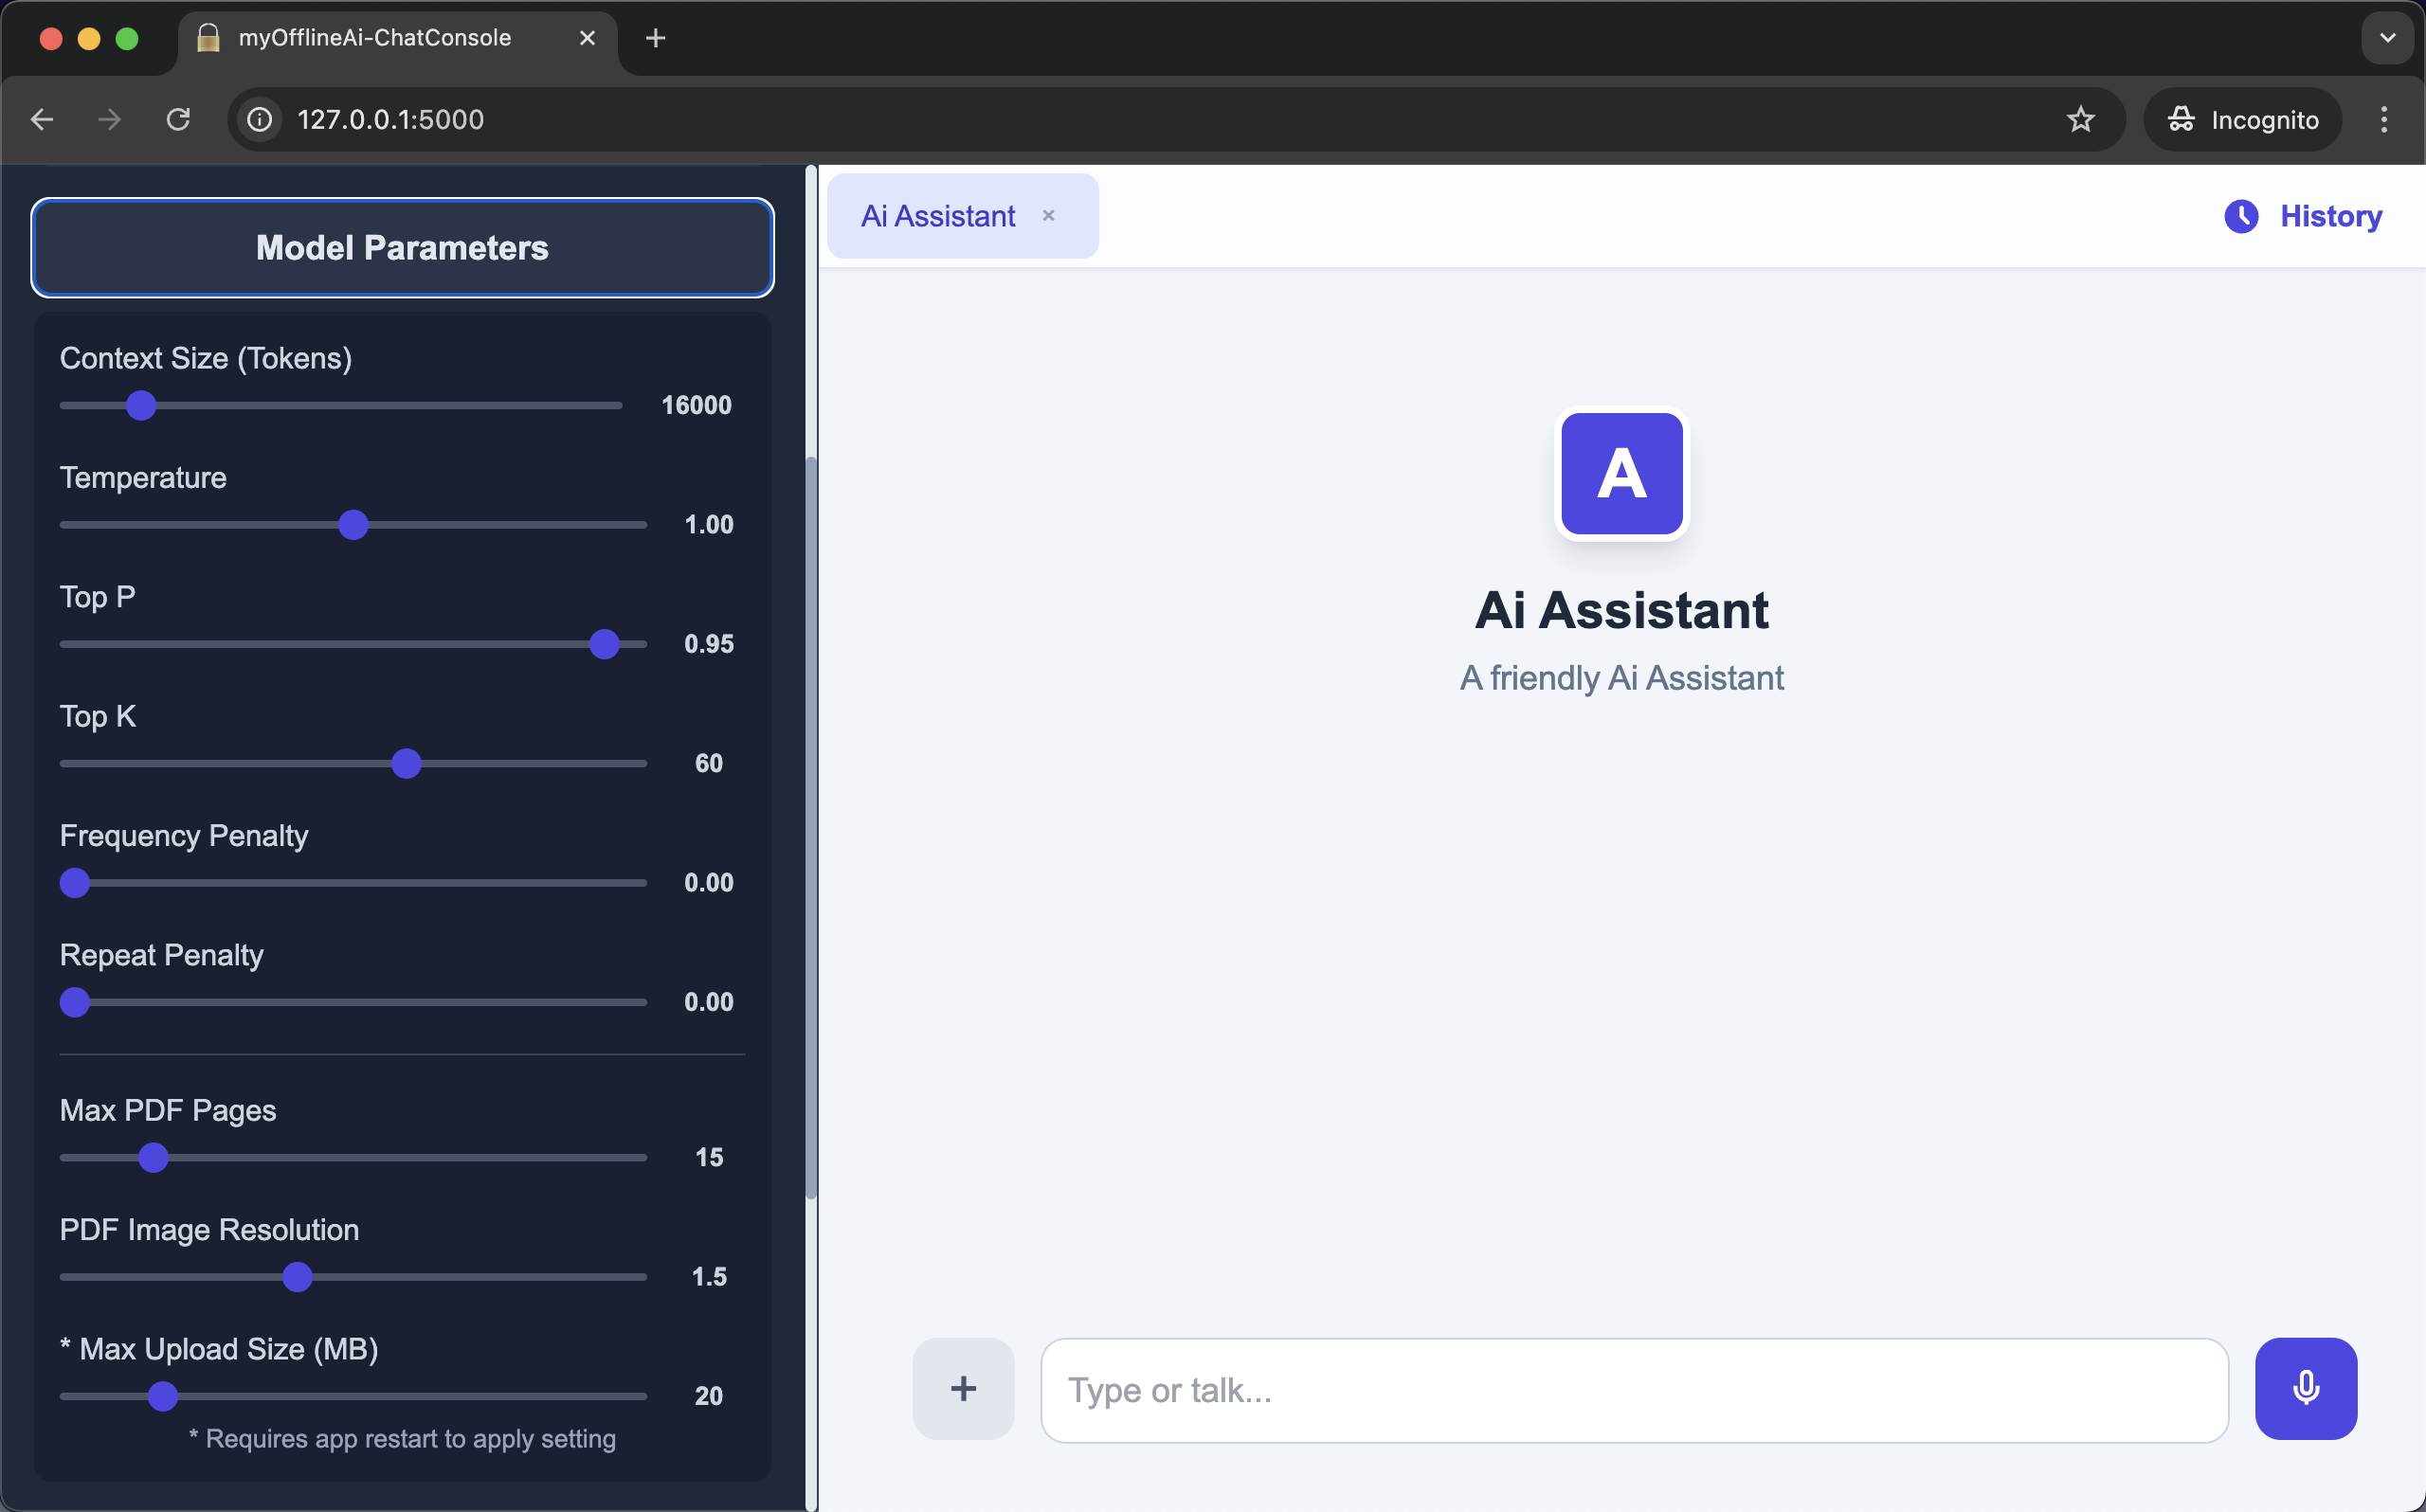 myOfflineAi-ChatConsole
127.0.0.1:5000
Incognito
Model Parameters
Context Size (Tokens)
16000
Temperature
1.00
Top P
0.95
Top K
60
Frequency Penalty
0.00
Repeat Penalty
0.00
Max PDF Pages
15
PDF Image Resolution
1.5
* Max Upload Size (MB)
20
* Requires app restart to apply setting
Ai Assistant ×
History
A
Ai Assistant
A friendly Ai Assistant
+
Type or talk...